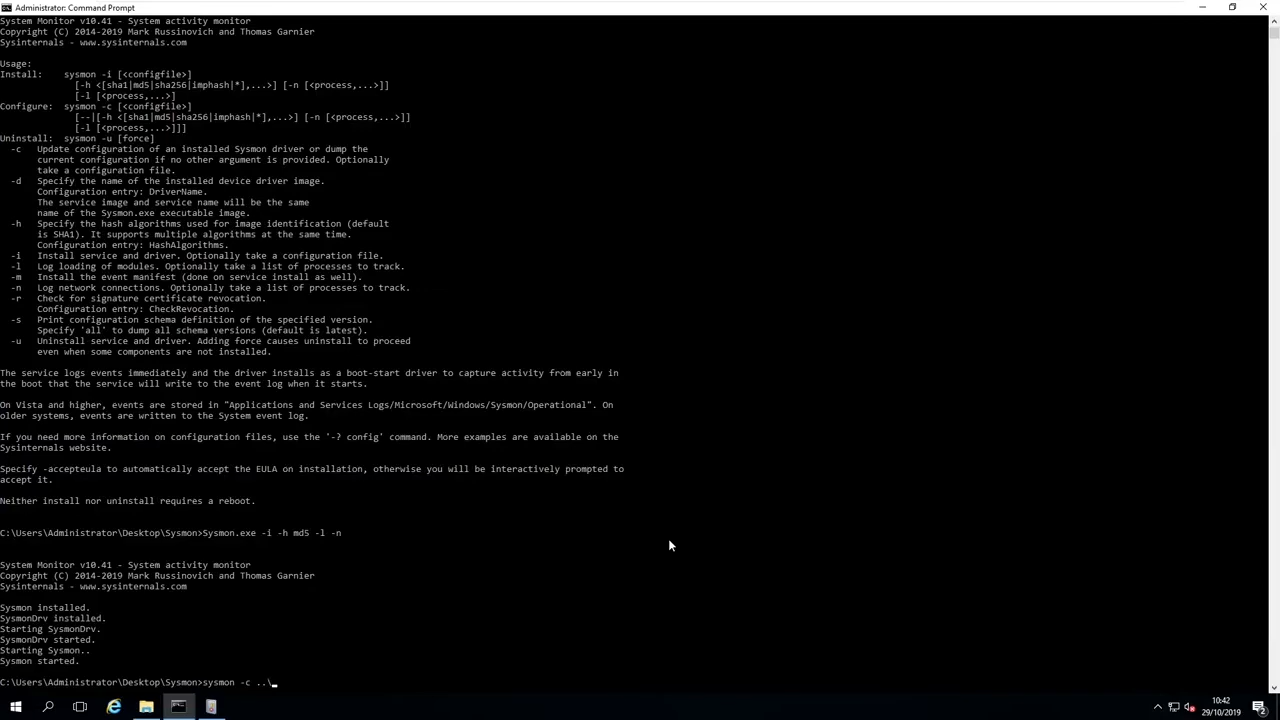 Administrator: Command Prompt
System Monitor v10.41 - System activity monitor
Copyright (C) 2014-2019 Mark Russinovich and Thomas Garnier
Sysinternals - www.sysinternals.com
Usage:
Install:    sysmon -i [<configfile>]
              [-h <[sha1|md5|sha256|imphash|*],...>] [-n [<process,...>]]
              [-l [<process,...>]
Configure:  sysmon -c [<configfile>]
              [--|[-h <[sha1|md5|sha256|imphash|*],...>] [-n [<process,...>]]
              [-l [<process,...>]]]
Uninstall:  sysmon -u [force]
  -c   Update configuration of an installed Sysmon driver or dump the
       current configuration if no other argument is provided. Optionally
       take a configuration file.
  -d   Specify the name of the installed device driver image.
       Configuration entry: DriverName.
       The service image and service name will be the same
       name of the Sysmon.exe executable image.
  -h   Specify the hash algorithms used for image identification (default
       is SHA1). It supports multiple algorithms at the same time.
       Configuration entry: HashAlgorithms.
  -i   Install service and driver. Optionally take a configuration file.
  -l   Log loading of modules. Optionally take a list of processes to track.
  -m   Install the event manifest (done on service install as well).
  -n   Log network connections. Optionally take a list of processes to track.
  -r   Check for signature certificate revocation.
       Configuration entry: CheckRevocation.
  -s   Print configuration schema definition of the specified version.
       Specify 'all' to dump all schema versions (default is latest).
  -u   Uninstall service and driver. Adding force causes uninstall to proceed
       even when some components are not installed.
The service logs events immediately and the driver installs as a boot-start driver to capture activity from early in
the boot that the service will write to the event log when it starts.
On Vista and higher, events are stored in "Applications and Services Logs/Microsoft/Windows/Sysmon/Operational". On
older systems, events are written to the System event log.
If you need more information on configuration files, use the '-? config' command. More examples are available on the
Sysinternals website.
Specify -accepteula to automatically accept the EULA on installation, otherwise you will be interactively prompted to
accept it.
Neither install nor uninstall requires a reboot.
C:\Users\Administrator\Desktop\Sysmon>Sysmon.exe -i -h md5 -l -n
System Monitor v10.41 - System activity monitor
Copyright (C) 2014-2019 Mark Russinovich and Thomas Garnier
Sysinternals - www.sysinternals.com
Sysmon installed.
SysmonDrv installed.
Starting SysmonDrv.
SysmonDrv started.
Starting Sysmon..
Sysmon started.
C:\Users\Administrator\Desktop\Sysmon>sysmon -c ..\
10:42
29/10/2019
2